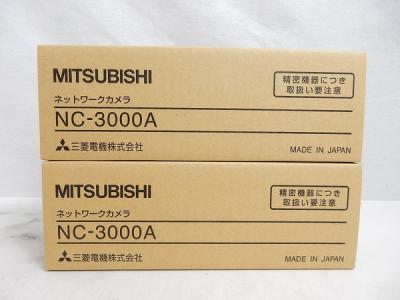 MITSUBISHI
ネットワークカメラ
NC-3000A
三菱電機株式会社
精密機器につき
取扱い要注意
MADE IN JAPAN
MITSUBISHI
ネットワークカメラ
NC-3000A
三菱電機株式会社
精密機器につき
取扱い要注意
MADE IN JAPAN